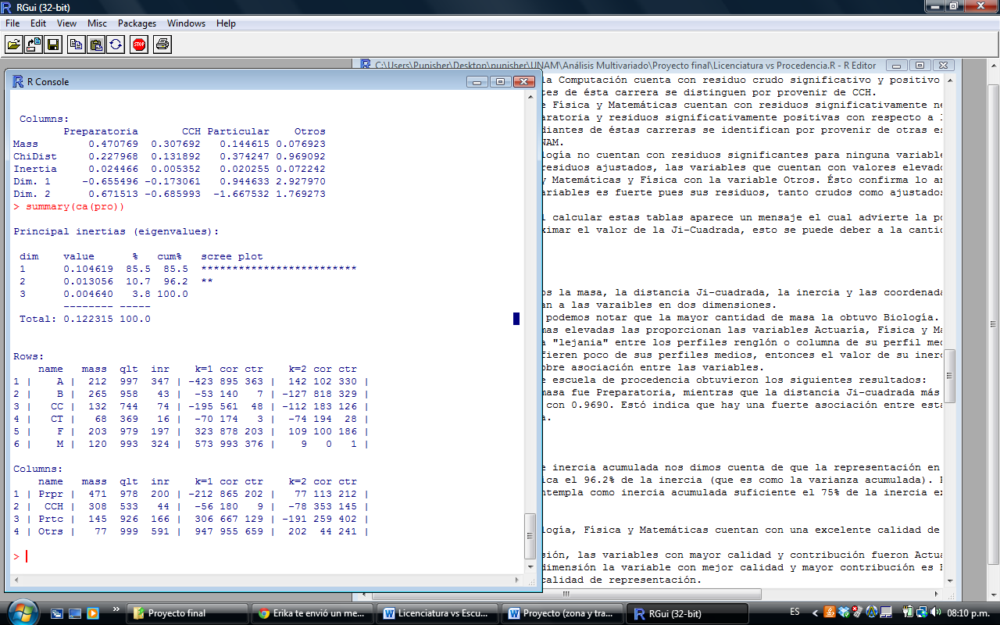 RGui (32-bit)
File Edit View Misc Packages Windows Help
C:\Users\Punisher\Desktop\punisher\UNAM\Análisis Multivariado\Proyecto final\Licenciatura vs Procedencia.R - R Editor
R Console
Columns:
Preparatoria CCH Particular Otros
Mass 0.470769 0.307692 0.144615 0.076923
ChiDist 0.227968 0.131892 0.374247 0.969092
Inertia 0.024466 0.005352 0.020255 0.072242
Dim. 1 -0.655496 -0.173061 0.944633 2.927970
Dim. 2 0.671513 -0.685993 -1.667532 1.769273
> summary(ca(pro))
Principal inertias (eigenvalues):
dim value % cum% scree plot
1 0.104619 85.5 85.5 *************************
2 0.013056 10.7 96.2 **
3 0.004640 3.8 100.0
-------- -----
Total: 0.122315 100.0
Rows:
name mass qlt inr k=1 cor ctr k=2 cor ctr
1 | A | 212 997 347 | -423 895 363 | 142 102 330 |
2 | B | 265 958 43 | -53 140 7 | -127 818 329 |
3 | CC | 132 744 74 | -195 561 48 | -112 183 126 |
4 | CT | 68 369 16 | -70 174 3 | -74 194 28 |
5 | F | 203 979 197 | 323 878 203 | 109 100 186 |
6 | M | 120 993 324 | 573 993 376 | 9 0 1 |
Columns:
name mass qlt inr k=1 cor ctr k=2 cor ctr
1 | Prpr | 471 978 200 | -212 865 202 | 77 113 212 |
2 | CCH | 308 533 44 | -56 180 9 | -78 353 145 |
3 | Prtc | 145 926 166 | 306 667 129 | -191 259 402 |
4 | Otrs | 77 999 591 | 947 955 659 | 202 44 241 |
>
la Computación cuenta con residuo crudo significativo y positivo
tes de ésta carrera se distinguen por provenir de CCH.
e Física y Matemáticas cuentan con residuos significativamente ne
paratoria y residuos significativamente positivas con respecto a
diantes de éstas carreras se identifican por provenir de otras es
NAM.
logía no cuentan con residuos significantes para ninguna variable
residuos ajustados, las variables que cuentan con valores elevado
y Matemáticas y Física con la variable Otros. Ésto confirma lo an
ariables es fuerte pues sus residuos, tanto crudos como ajustados
l calcular estas tablas aparece un mensaje el cual advierte la po
ximar el valor de la Ji-Cuadrada, esto se puede deber a la cantid
os la masa, la distancia Ji-cuadrada, la inercia y las coordenada
an a las varaibles en dos dimensiones.
podemos notar que la mayor cantidad de masa la obtuvo Biología.
mas elevadas las proporcionan las variables Actuaría, Física y Ma
a "lejania" entre los perfiles renglón o columna de su perfil med
fieren poco de sus perfiles medios, entonces el valor de su iner
obre asociación entre las variables.
e escuela de procedencia obtuvieron los siguientes resultados:
masa fue Preparatoria, mientras que la distancia Ji-cuadrada más
con 0.9690. Estó indica que hay una fuerte asociación entre esta
a.
e inercia acumulada nos dimos cuenta de que la representación en
ica el 96.2% de la inercia (que es como la varianza acumulada).
ntempla como inercia acumulada suficiente el 75% de la inercia ex
logía, Física y Matemáticas cuentan con una excelente calidad de
sión, las variables con mayor calidad y contribución fueron Actua
dimensión la variable con mejor calidad y mayor contribución es
calidad de representación.
Proyecto final
Erika te envió un me...
Licenciatura vs Escu...
Proyecto (zona y tra...
RGui (32-bit)
ES
08:10 p.m.